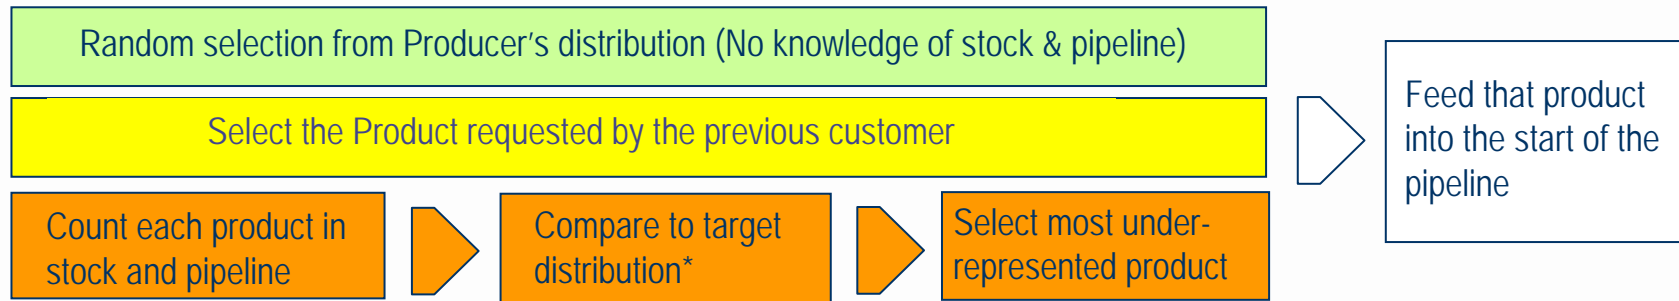 Random selection from Producer's distribution (No knowledge of stock & pipeline)
Select the Product requested by the previous customer
Count each product in
stock and pipeline
Compare to target
distribution*
Select most under-
represented product
Feed that product
into the start of the
pipeline